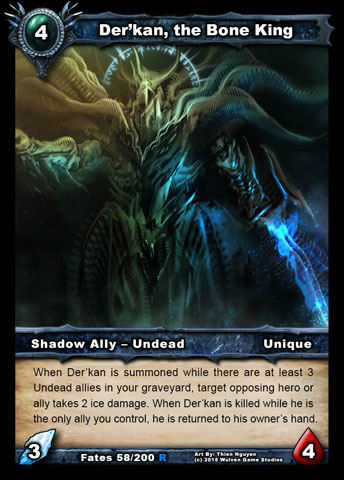 4
Der'kan, the Bone King
Shadow Ally – Undead Unique
When Der'kan is summoned while there are at least 3
Undead allies in your graveyard, target opposing hero or
ally takes 2 ice damage. When Der'kan is killed while he is
the only ally you control, he is returned to his owner's hand.
3
Fates 58/200 R
Art By: Thien Nguyen
(c) 2015 Wulven Game Studios
4